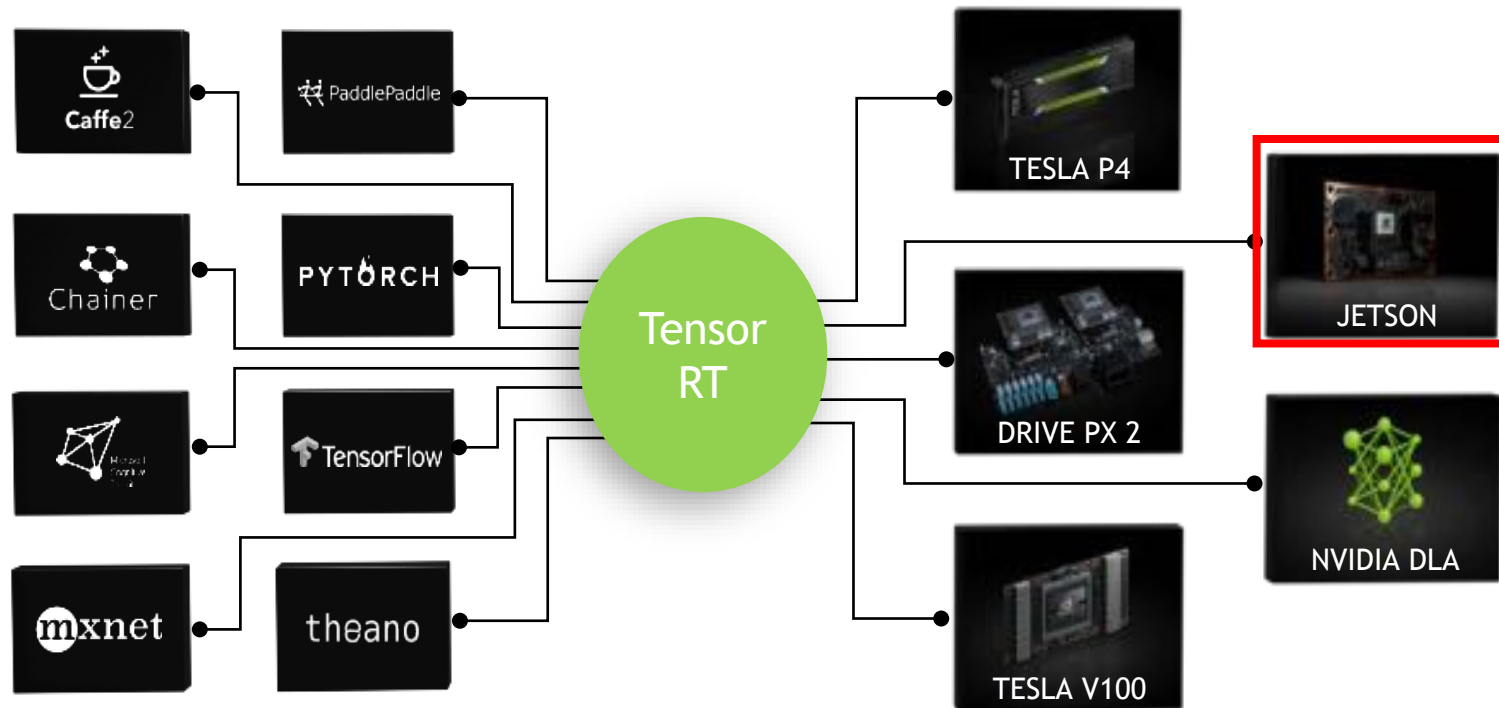 Caffe2
PaddlePaddle
Chainer
PYTORCH
TensorFlow
mxnet
theano
Tensor
RT
TESLA P4
JETSON
DRIVE PX 2
NVIDIA DLA
TESLA V100